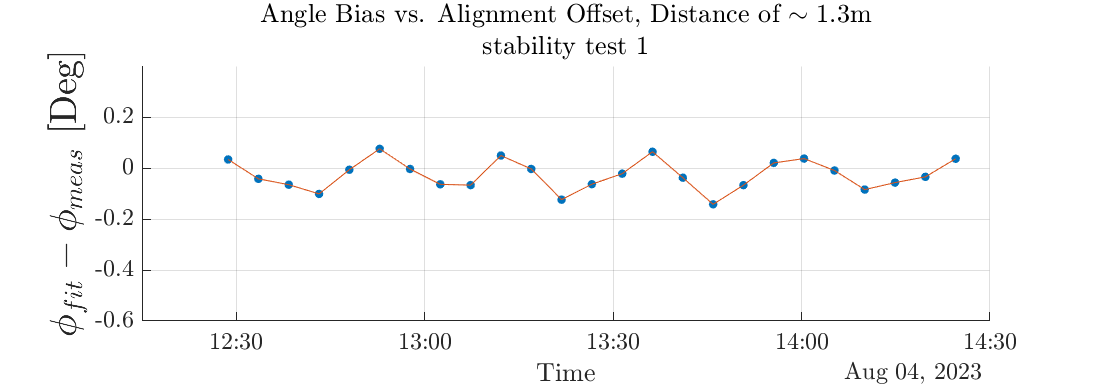 Angle Bias vs. Alignment Offset, Distance of ∼ 1.3m
stability test 1
ϕfit − ϕmeas [Deg]
0.2
0
-0.2
-0.4
-0.6
12:30
13:00
13:30
14:00
14:30
Time
Aug 04, 2023